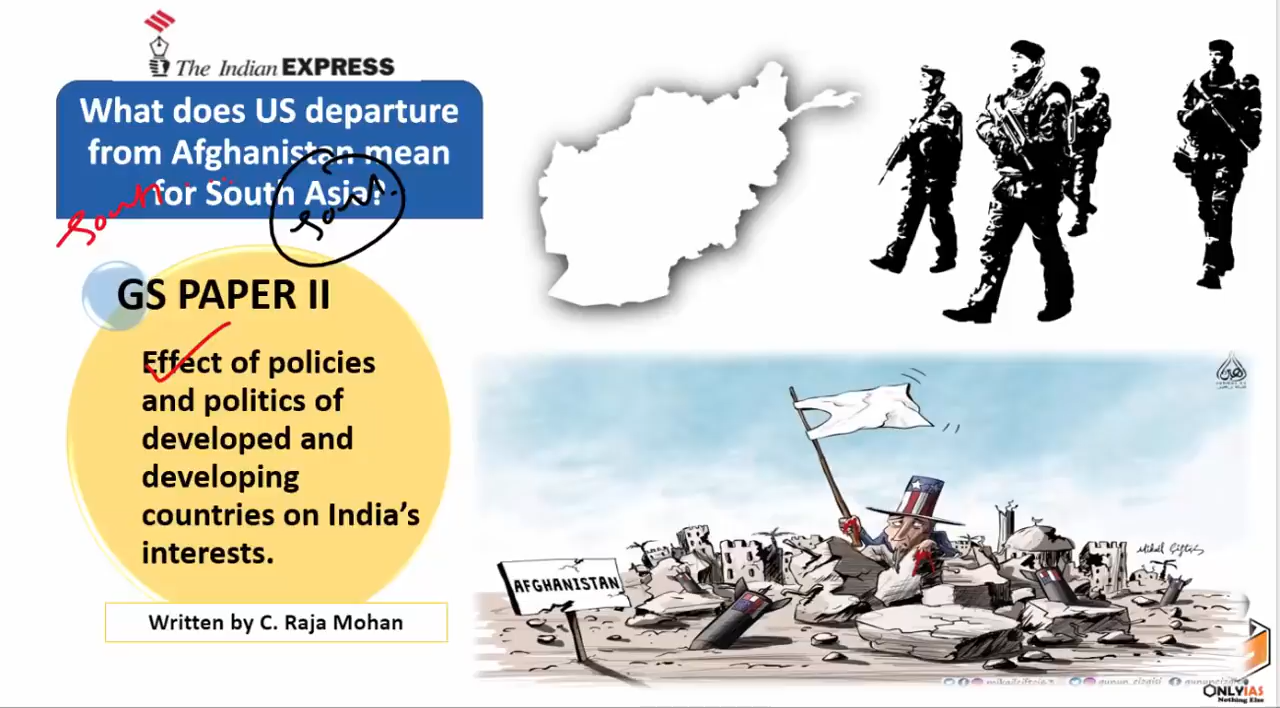 The Indian EXPRESS
What does US departure
from Afghanistan mean
for South Asia?
South
GS PAPER II
Effect of policies
and politics of
developed and
developing
countries on India's
interests.
Written by C. Raja Mohan
AFGHANISTAN
ONLYIAS
Nothing Else